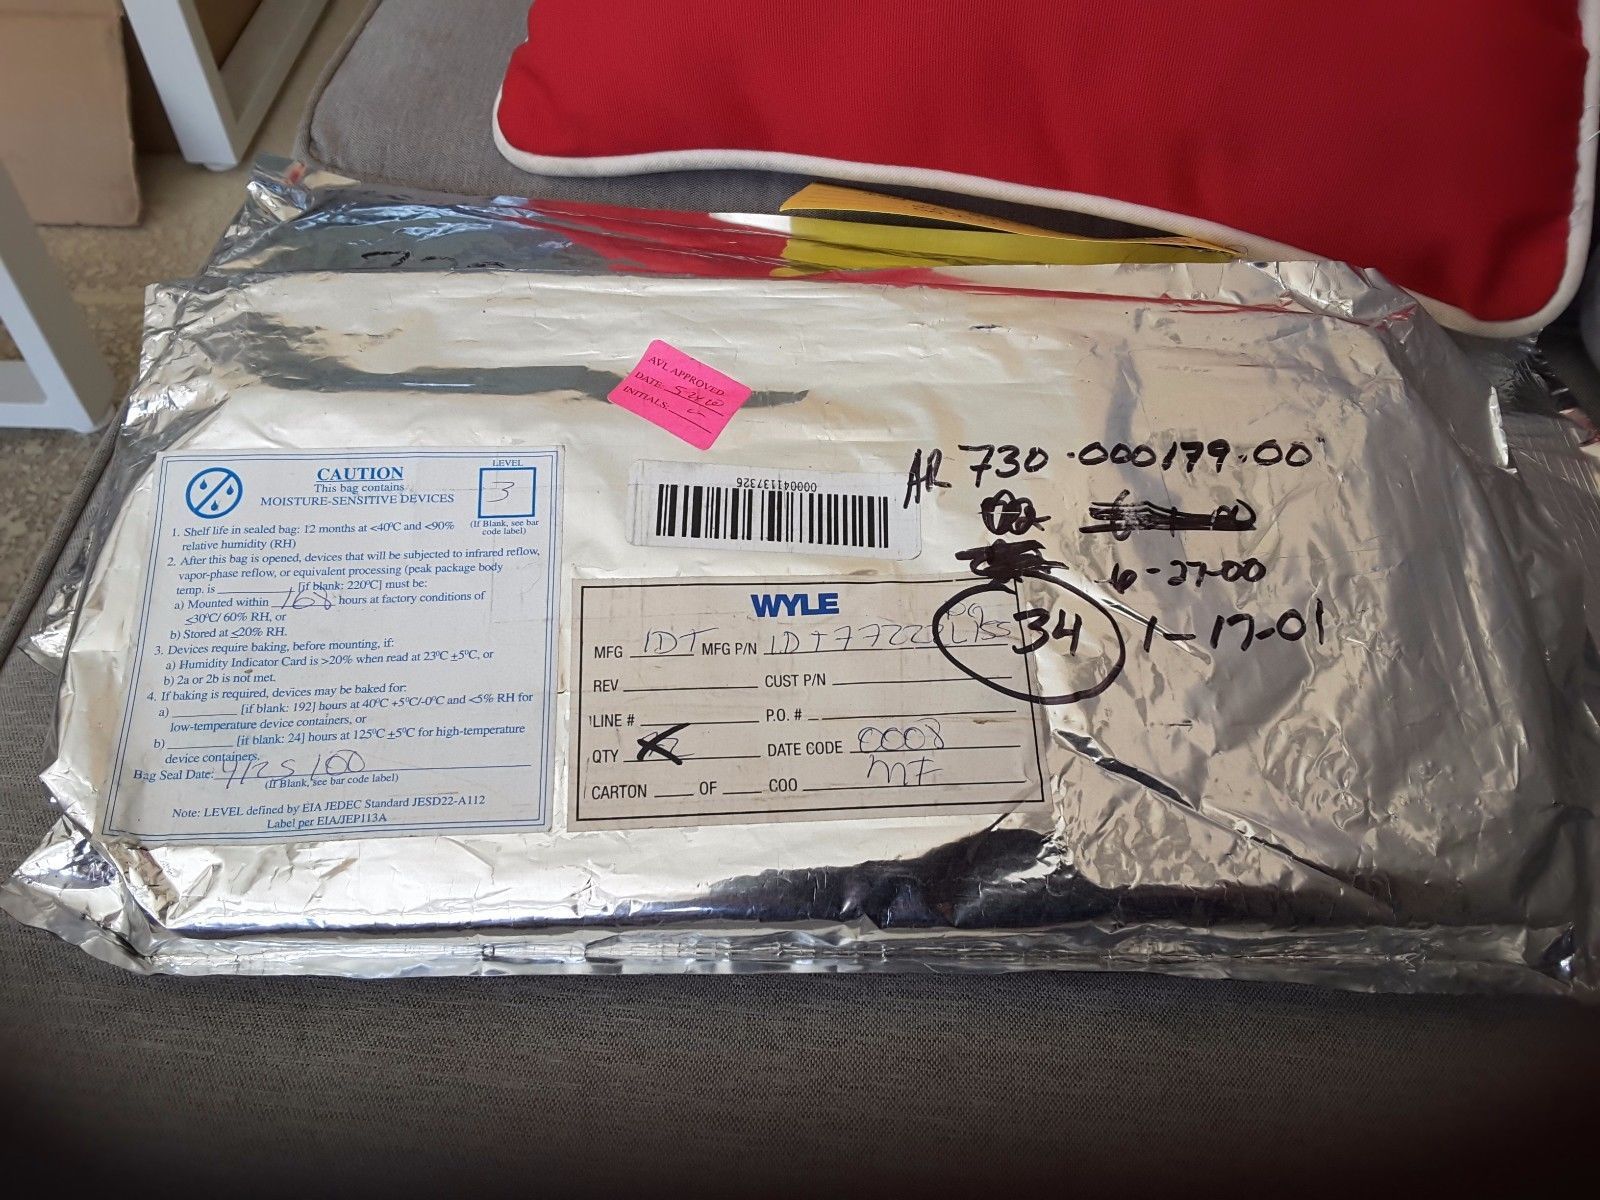 AVL APPROVED
DATE:
INITIALS:
CAUTION
This bag contains
MOISTURE-SENSITIVE DEVICES
LEVEL
3
(If Blank, see bar
code label)
1. Shelf life in sealed bag: 12 months at <40°C and <90%
relative humidity (RH)
2. After this bag is opened, devices that will be subjected to infrared reflow,
vapor-phase reflow, or equivalent processing (peak package body
temp. is ________ [if blank: 220°C] must be:
a) Mounted within 168 hours at factory conditions of
≤30°C/ 60% RH, or
b) Stored at ≤20% RH.
3. Devices require baking, before mounting, if:
a) Humidity Indicator Card is >20% when read at 23°C ±5°C, or
b) 2a or 2b is not met.
4. If baking is required, devices may be baked for:
a) ________ [if blank: 192] hours at 40°C +5°C/-0°C and <5% RH for
low-temperature device containers, or
b) ________ [if blank: 24] hours at 125°C ±5°C for high-temperature
device containers.
Bag Seal Date: 4/25/00
(If Blank, see bar code label)
Note: LEVEL defined by EIA JEDEC Standard JESD22-A112
Label per EIA/JEP113A
000041137326
WYLE
MFG IDT MFG P/N IDT77222L155
REV CUST P/N
LINE # P.O. #
QTY DATE CODE 0008
CARTON OF COO
AR 730-000179-00
6-27-00
34 1-17-01